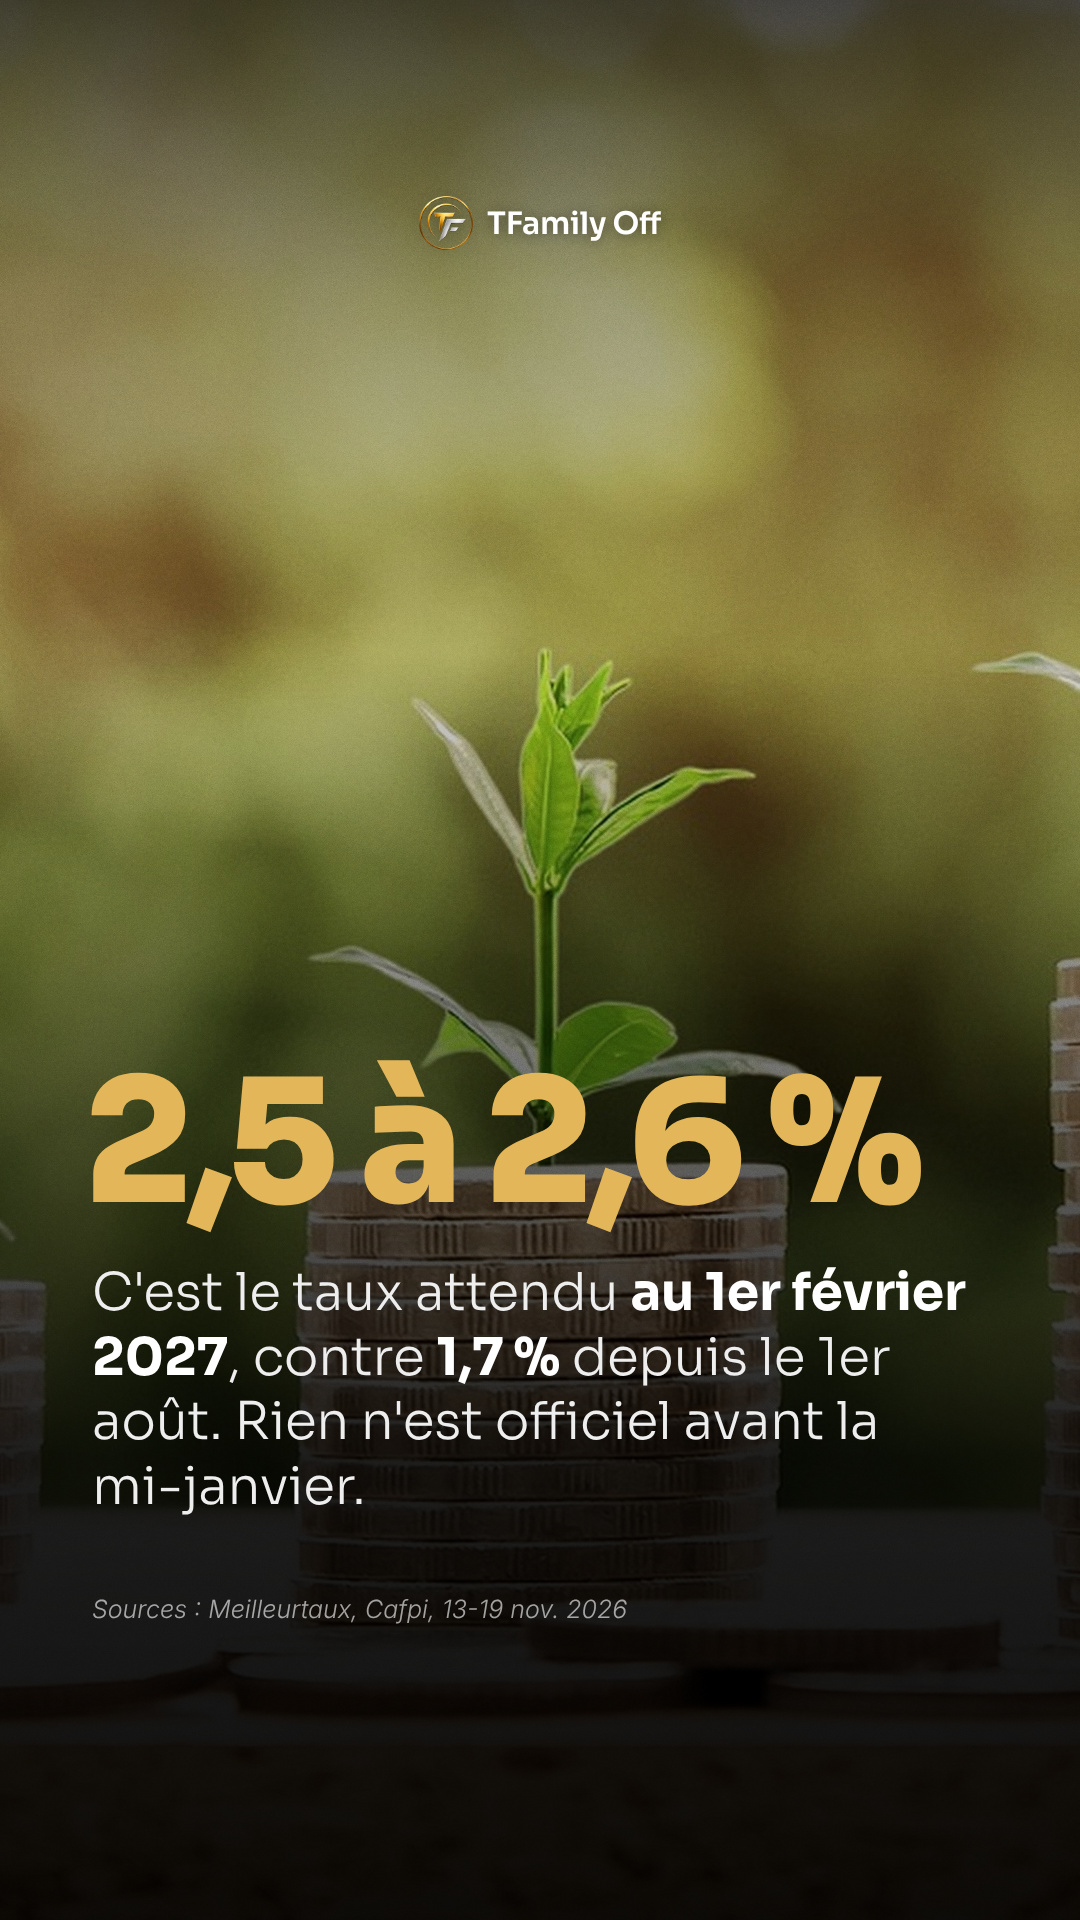 TF TFamily Off
2,5 à 2,6 %
C'est le taux attendu au 1er février
2027, contre 1,7 % depuis le 1er
août. Rien n'est officiel avant la
mi-janvier.
Sources : Meilleurtaux, Cafpi, 13-19 nov. 2026